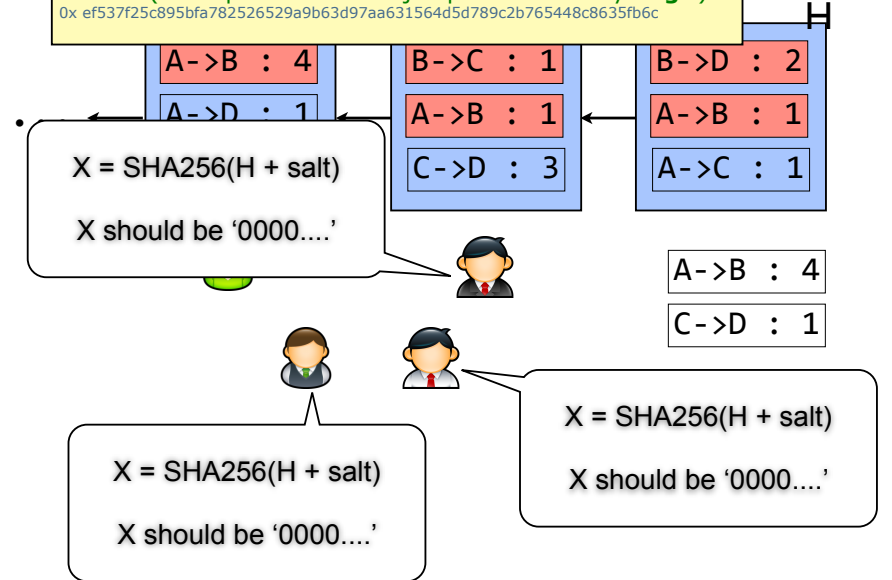 0x ef537f25c895bfa782526529a9b63d97aa631564d5d789c2b765448c8635fb6c
H
A->B : 4
B->C : 1
B->D : 2
A->D : 1
A->B : 1
A->B : 1
C->D : 3
A->C : 1
X = SHA256(H + salt)
X should be ‘0000....’
A->B : 4
C->D : 1
X = SHA256(H + salt)
X should be ‘0000....’
X = SHA256(H + salt)
X should be ‘0000....’